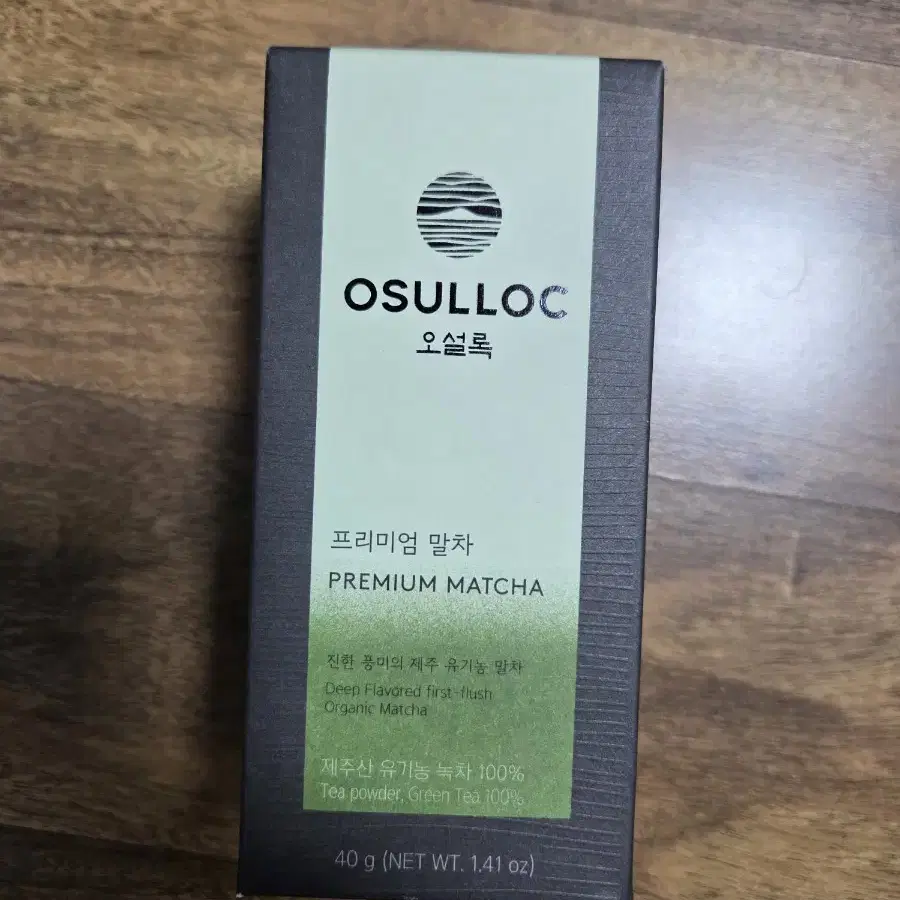 OSULLOC
오설록
프리미엄 말차
PREMIUM MATCHA
진한 풍미의 제주 유기농 말차
Deep Flavored first-flush
Organic Matcha
제주산 유기농 녹차 100%
Tea powder, Green Tea 100%
40 g (NET WT. 1.41 oz)